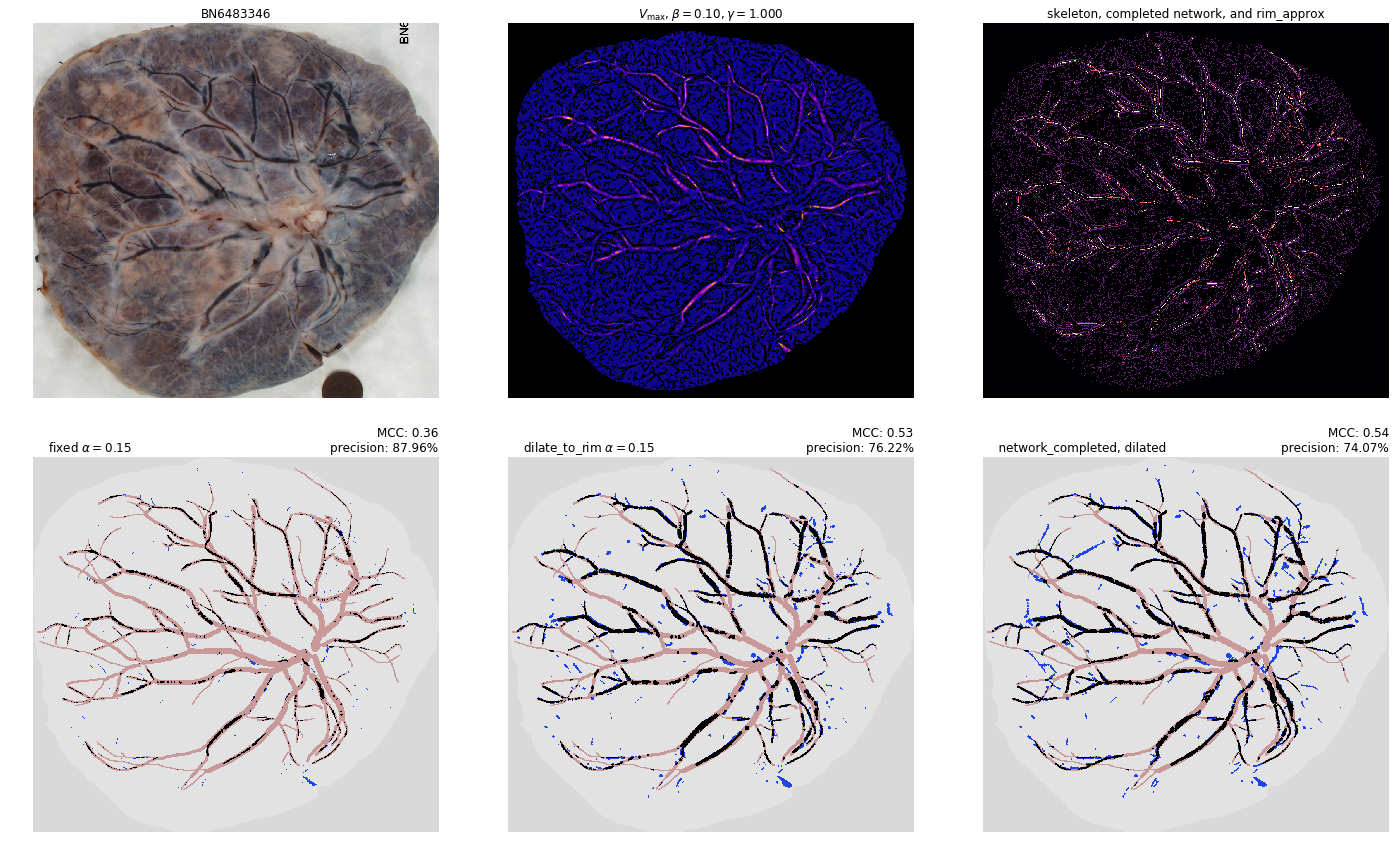 BN6483346
V_max, β = 0.10, γ = 1.000
skeleton, completed network, and rim_approx
BN6
MCC: 0.36
fixed α = 0.15 precision: 87.96%
MCC: 0.53
dilate_to_rim α = 0.15 precision: 76.22%
MCC: 0.54
network_completed, dilated precision: 74.07%